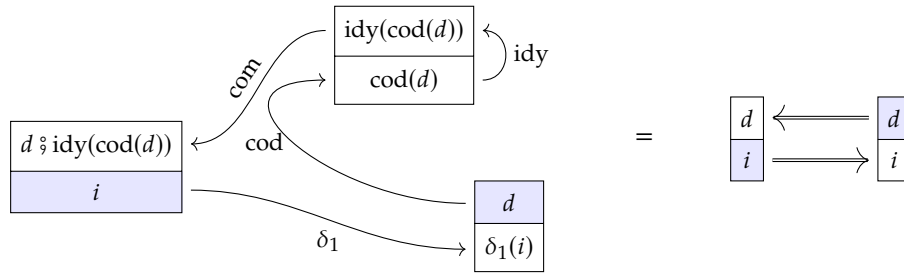 idy(cod(d))
cod(d)
idy
com
cod
d ⨟ idy(cod(d))
i
δ₁
d
δ₁(i)
=
d
i
d
i